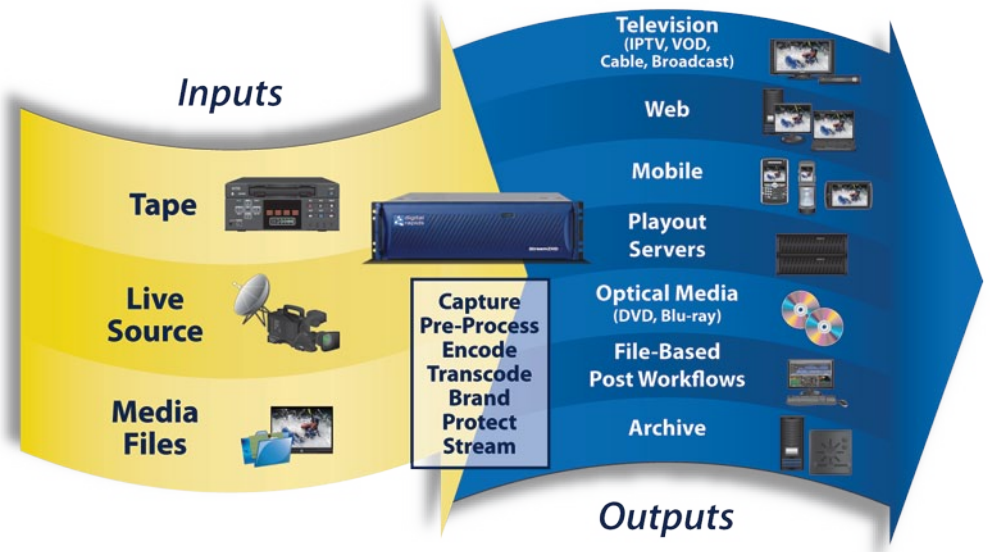 Inputs
Tape
Live
Source
Media
Files
digital
rapids
StreamZHD
Capture
Pre-Process
Encode
Transcode
Brand
Protect
Stream
Television
(IPTV, VOD,
Cable, Broadcast)
Web
Mobile
Playout
Servers
Optical Media
(DVD, Blu-ray)
File-Based
Post Workflows
Archive
Outputs